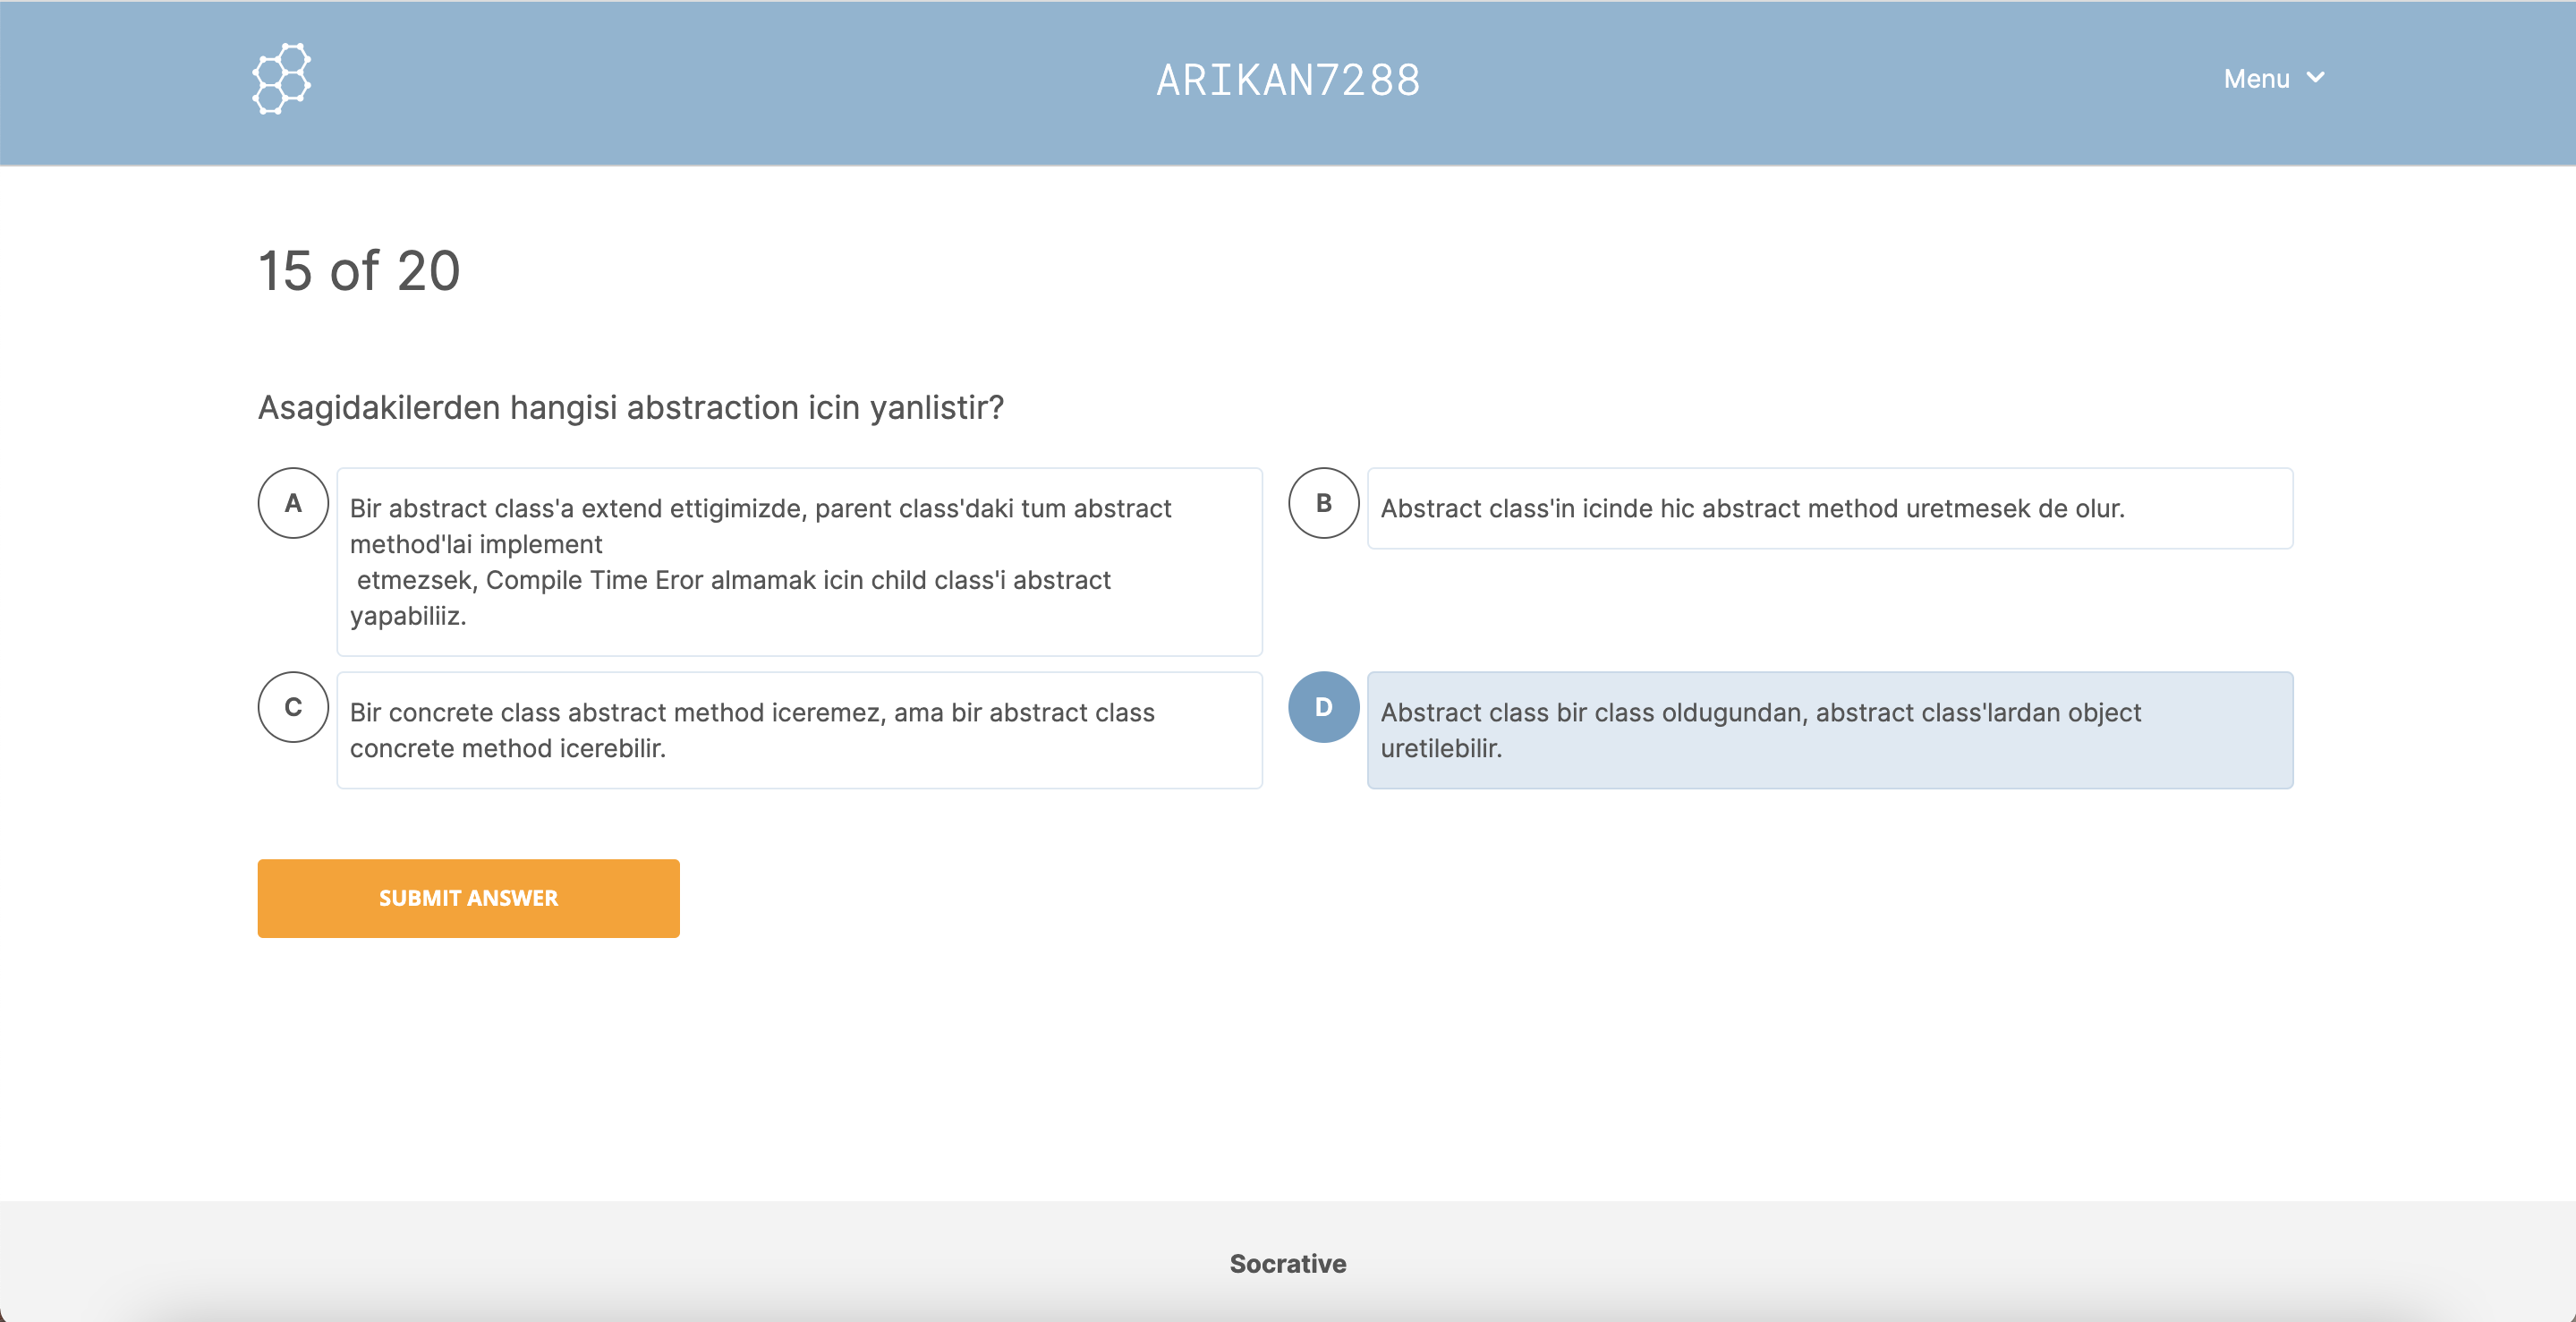 ARIKAN7288
Menu
15 of 20
Asagidakilerden hangisi abstraction icin yanlistir?
A
Bir abstract class'a extend ettigimizde, parent class'daki tum abstract
method'lai implement
etmezsek, Compile Time Eror almamak icin child class'i abstract
yapabiliiz.
B
Abstract class'in icinde hic abstract method uretmesek de olur.
C
Bir concrete class abstract method iceremez, ama bir abstract class
concrete method icerebilir.
D
Abstract class bir class oldugundan, abstract class'lardan object
uretilebilir.
SUBMIT ANSWER
Socrative